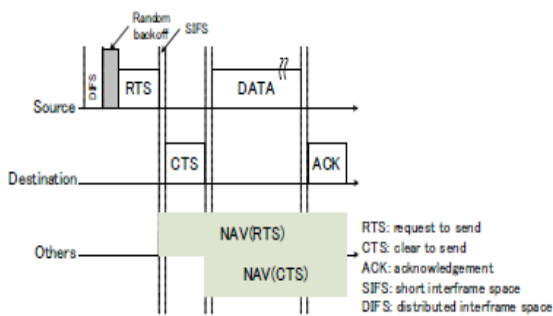 Random
backoff
SIFS
DIFS
RTS
DATA
Source
CTS
ACK
Destination
NAV(RTS)
Others
NAV(CTS)
RTS: request to send
CTS: clear to send
ACK: acknowledgement
SIFS: short interframe space
DIFS: distributed interframe space